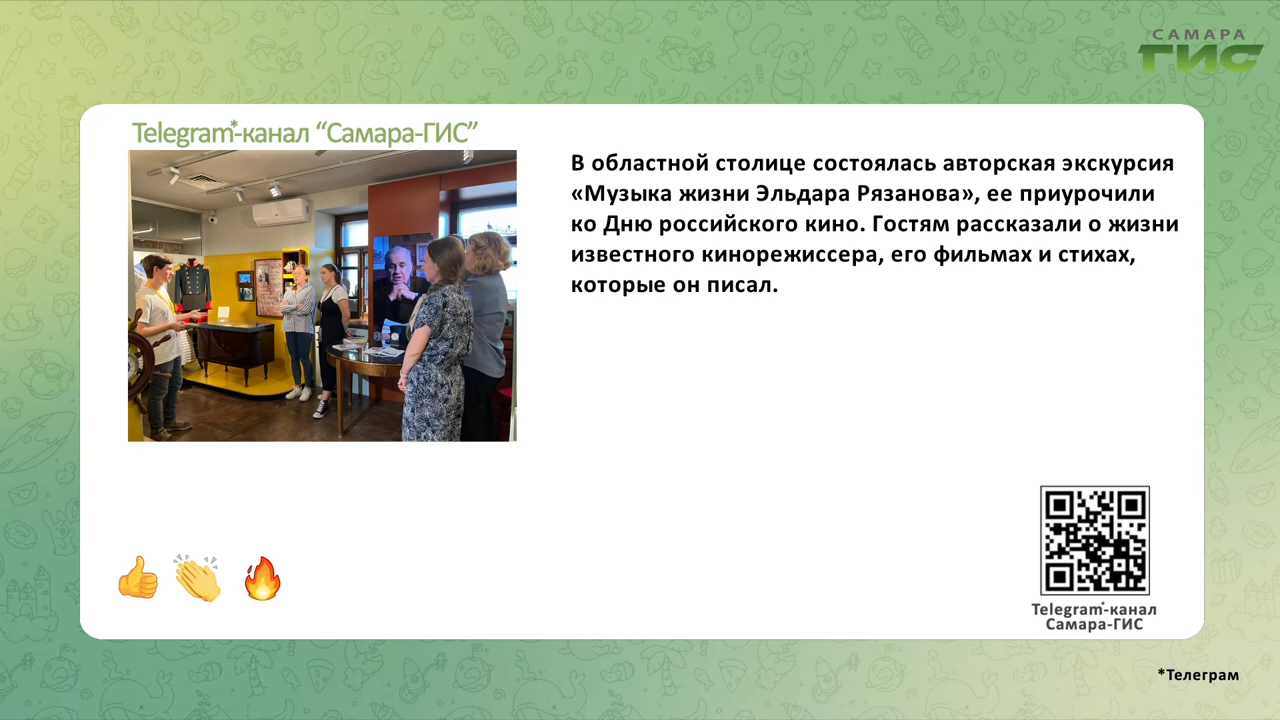 САМАРА
ГИС
Telegram*-канал “Самара-ГИС”
В областной столице состоялась авторская экскурсия
«Музыка жизни Эльдара Рязанова», ее приурочили
ко Дню российского кино. Гостям рассказали о жизни
известного кинорежиссера, его фильмах и стихах,
которые он писал.
Telegram*-канал
Самара-ГИС
*Телеграм